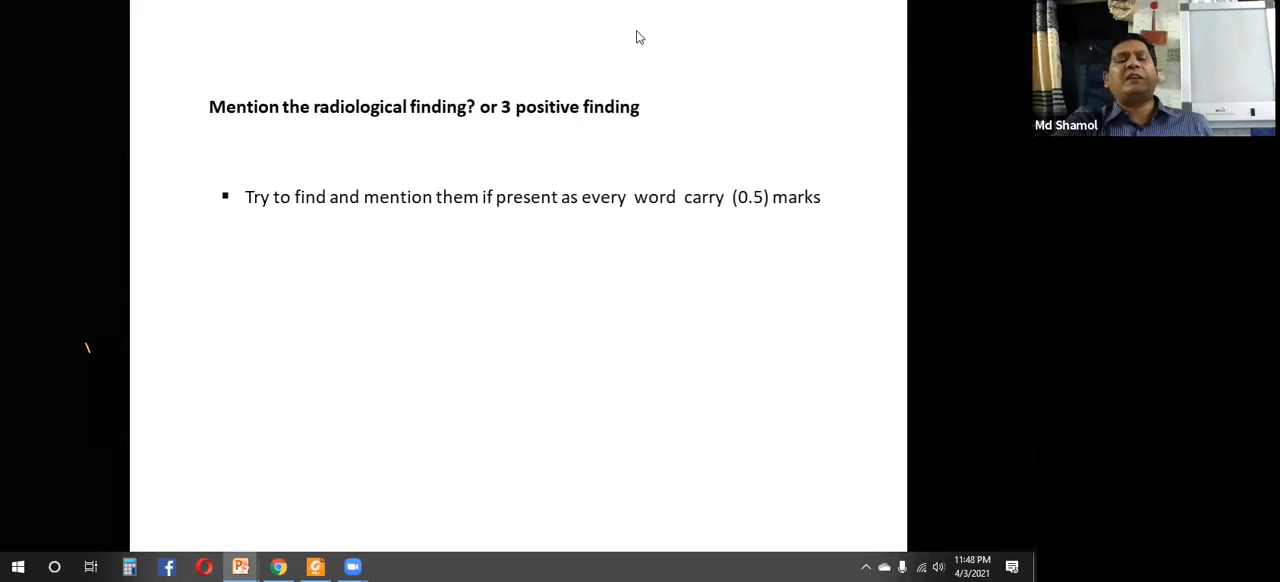 Mention the radiological finding? or 3 positive finding
Md Shamol
▪ Try to find and mention them if present as every word carry (0.5) marks
11:48 PM
4/3/2021